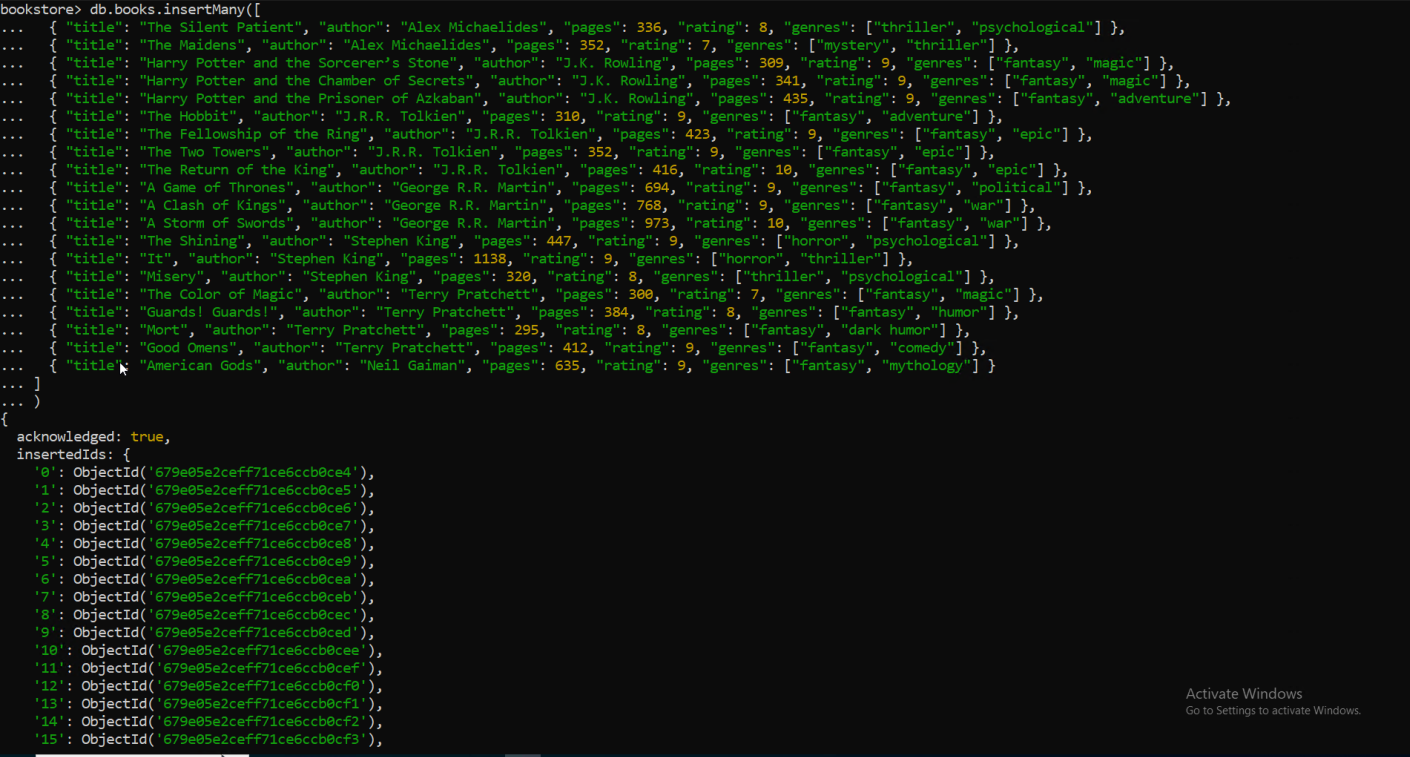 bookstore> db.books.insertMany([
...   { "title": "The Silent Patient", "author": "Alex Michaelides", "pages": 336, "rating": 8, "genres": ["thriller", "psychological"] },
...   { "title": "The Maidens", "author": "Alex Michaelides", "pages": 352, "rating": 7, "genres": ["mystery", "thriller"] },
...   { "title": "Harry Potter and the Sorcerer’s Stone", "author": "J.K. Rowling", "pages": 309, "rating": 9, "genres": ["fantasy", "magic"] },
...   { "title": "Harry Potter and the Chamber of Secrets", "author": "J.K. Rowling", "pages": 341, "rating": 9, "genres": ["fantasy", "magic"] },
...   { "title": "Harry Potter and the Prisoner of Azkaban", "author": "J.K. Rowling", "pages": 435, "rating": 9, "genres": ["fantasy", "adventure"] },
...   { "title": "The Hobbit", "author": "J.R.R. Tolkien", "pages": 310, "rating": 9, "genres": ["fantasy", "adventure"] },
...   { "title": "The Fellowship of the Ring", "author": "J.R.R. Tolkien", "pages": 423, "rating": 9, "genres": ["fantasy", "epic"] },
...   { "title": "The Two Towers", "author": "J.R.R. Tolkien", "pages": 352, "rating": 9, "genres": ["fantasy", "epic"] },
...   { "title": "The Return of the King", "author": "J.R.R. Tolkien", "pages": 416, "rating": 10, "genres": ["fantasy", "epic"] },
...   { "title": "A Game of Thrones", "author": "George R.R. Martin", "pages": 694, "rating": 9, "genres": ["fantasy", "political"] },
...   { "title": "A Clash of Kings", "author": "George R.R. Martin", "pages": 768, "rating": 9, "genres": ["fantasy", "war"] },
...   { "title": "A Storm of Swords", "author": "George R.R. Martin", "pages": 973, "rating": 10, "genres": ["fantasy", "war"] },
...   { "title": "The Shining", "author": "Stephen King", "pages": 447, "rating": 9, "genres": ["horror", "psychological"] },
...   { "title": "It", "author": "Stephen King", "pages": 1138, "rating": 9, "genres": ["horror", "thriller"] },
...   { "title": "Misery", "author": "Stephen King", "pages": 320, "rating": 8, "genres": ["thriller", "psychological"] },
...   { "title": "The Color of Magic", "author": "Terry Pratchett", "pages": 300, "rating": 7, "genres": ["fantasy", "magic"] },
...   { "title": "Guards! Guards!", "author": "Terry Pratchett", "pages": 384, "rating": 8, "genres": ["fantasy", "humor"] },
...   { "title": "Mort", "author": "Terry Pratchett", "pages": 295, "rating": 8, "genres": ["fantasy", "dark humor"] },
...   { "title": "Good Omens", "author": "Terry Pratchett", "pages": 412, "rating": 9, "genres": ["fantasy", "comedy"] },
...   { "title": "American Gods", "author": "Neil Gaiman", "pages": 635, "rating": 9, "genres": ["fantasy", "mythology"] }
... ]
... )
{
  acknowledged: true,
  insertedIds: {
    '0': ObjectId('679e05e2ceff71ce6ccb0ce4'),
    '1': ObjectId('679e05e2ceff71ce6ccb0ce5'),
    '2': ObjectId('679e05e2ceff71ce6ccb0ce6'),
    '3': ObjectId('679e05e2ceff71ce6ccb0ce7'),
    '4': ObjectId('679e05e2ceff71ce6ccb0ce8'),
    '5': ObjectId('679e05e2ceff71ce6ccb0ce9'),
    '6': ObjectId('679e05e2ceff71ce6ccb0cea'),
    '7': ObjectId('679e05e2ceff71ce6ccb0ceb'),
    '8': ObjectId('679e05e2ceff71ce6ccb0cec'),
    '9': ObjectId('679e05e2ceff71ce6ccb0ced'),
    '10': ObjectId('679e05e2ceff71ce6ccb0cee'),
    '11': ObjectId('679e05e2ceff71ce6ccb0cef'),
    '12': ObjectId('679e05e2ceff71ce6ccb0cf0'),
    '13': ObjectId('679e05e2ceff71ce6ccb0cf1'),
    '14': ObjectId('679e05e2ceff71ce6ccb0cf2'),
    '15': ObjectId('679e05e2ceff71ce6ccb0cf3'),
Activate Windows
Go to Settings to activate Windows.